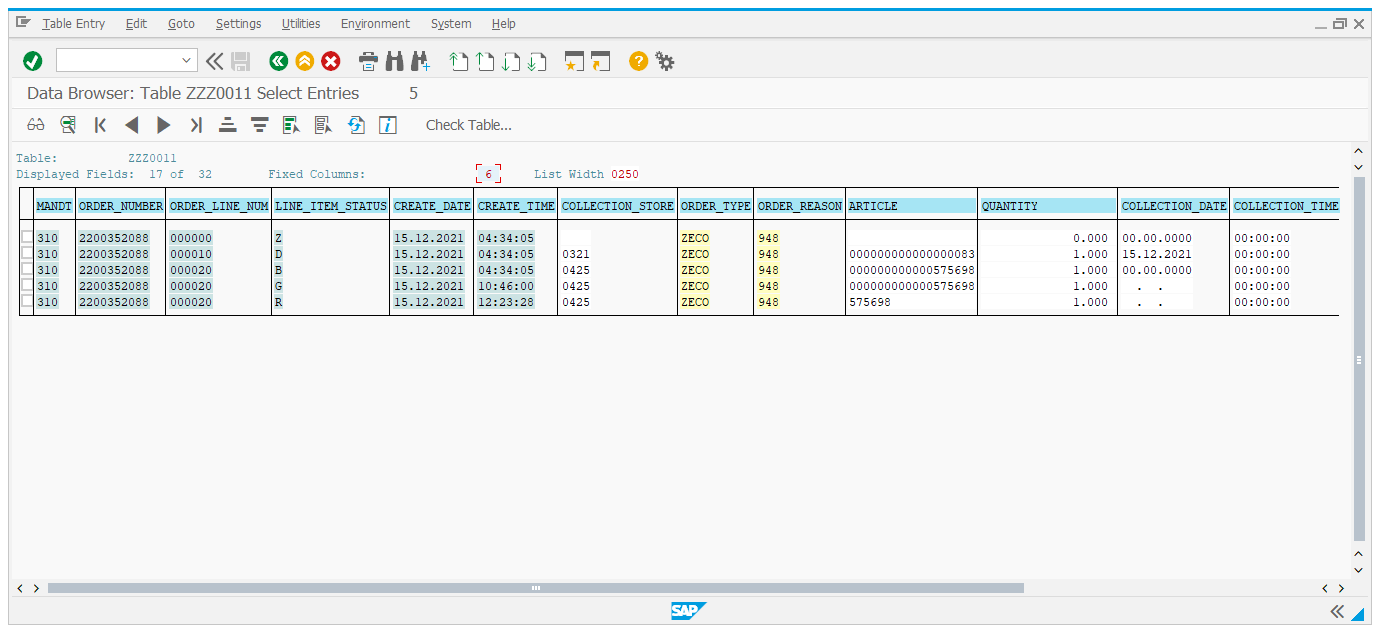 Table Entry Edit Goto Settings Utilities Environment System Help
Data Browser: Table ZZZ0011 Select Entries 5
Check Table...
Table: ZZZ0011
Displayed Fields: 17 of 32 Fixed Columns: 6 List Width 0250
MANDT ORDER_NUMBER ORDER_LINE_NUM LINE_ITEM_STATUS CREATE_DATE CREATE_TIME COLLECTION_STORE ORDER_TYPE ORDER_REASON ARTICLE QUANTITY COLLECTION_DATE COLLECTION_TIME
310 2200352088 000000 Z 15.12.2021 04:34:05 ZECO 948 0.000 00.00.0000 00:00:00
310 2200352088 000010 D 15.12.2021 04:34:05 0321 ZECO 948 000000000000000083 1.000 15.12.2021 00:00:00
310 2200352088 000020 B 15.12.2021 04:34:05 0425 ZECO 948 000000000000575698 1.000 00.00.0000 00:00:00
310 2200352088 000020 G 15.12.2021 10:46:00 0425 ZECO 948 000000000000575698 1.000 . . 00:00:00
310 2200352088 000020 R 15.12.2021 12:23:28 0425 ZECO 948 575698 1.000 . . 00:00:00
SAP